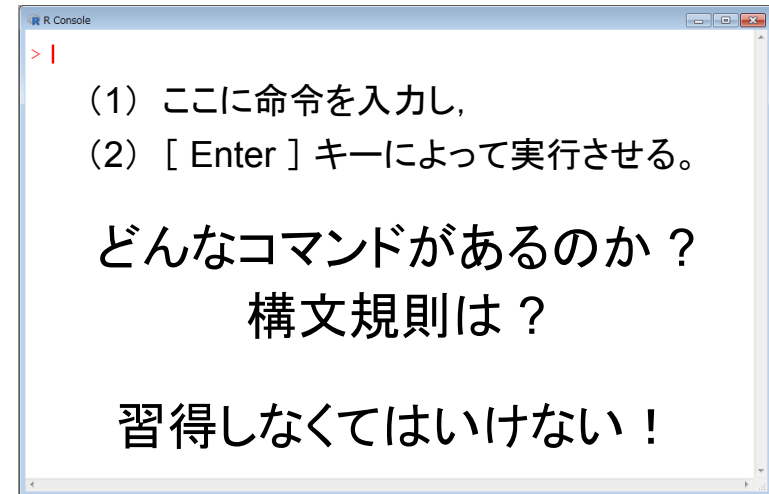 R Console
>
（1） ここに命令を入力し,
（2） [ Enter ] キーによって実行させる。
どんなコマンドがあるのか？
構文規則は？
習得しなくてはいけない！